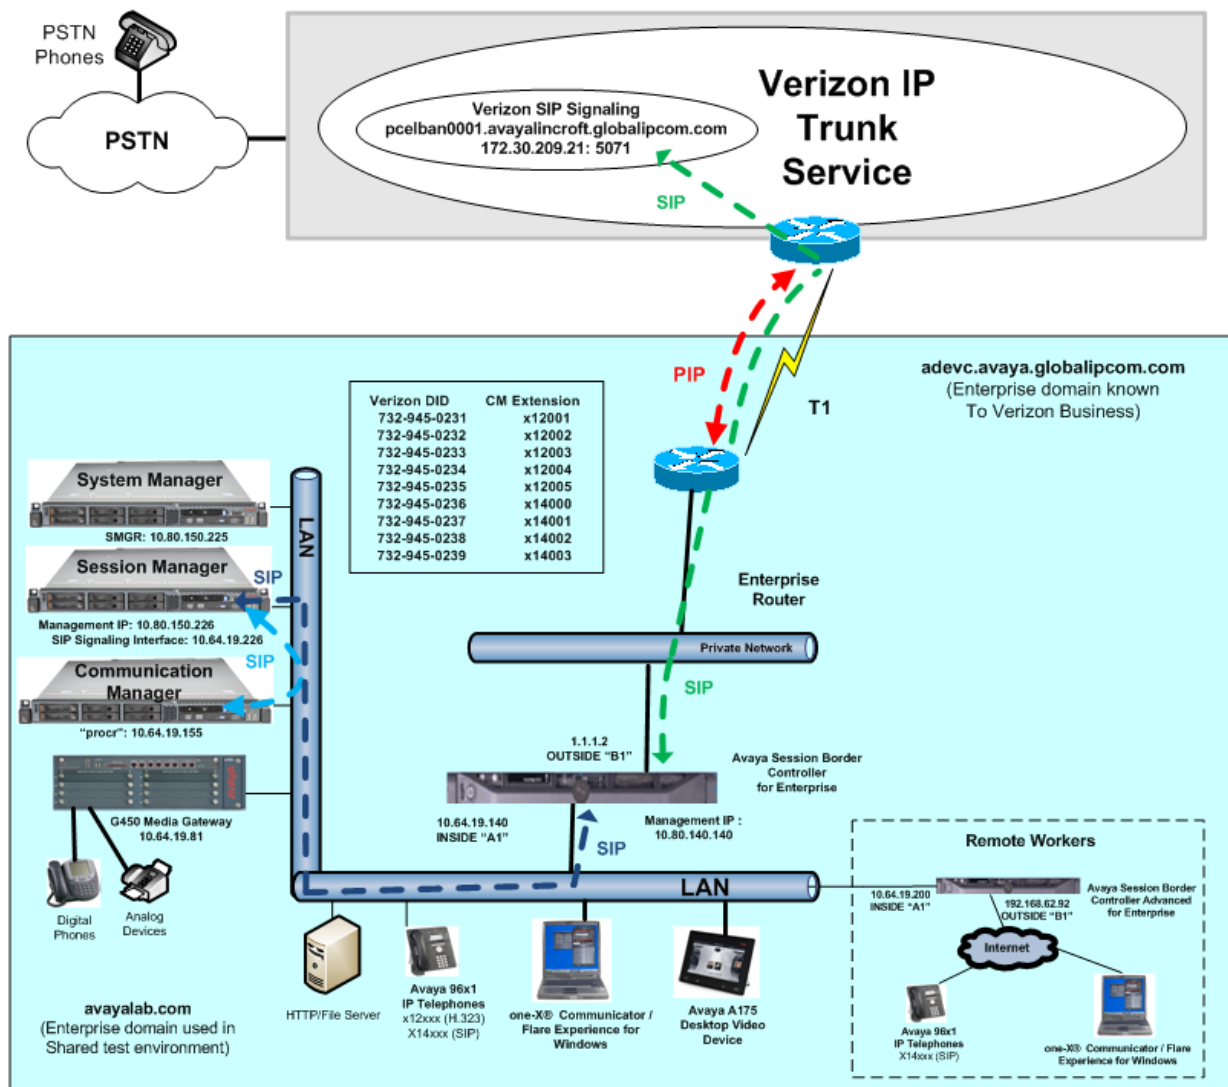 PSTN
Phones
PSTN
Verizon IP
Trunk
Service
Verizon SIP Signaling
pcelban0001.avayalincroft.globalipcom.com
172.30.209.21: 5071
SIP
PIP
T1
adevc.avaya.globalipcom.com
(Enterprise domain known
To Verizon Business)
Verizon DID CM Extension
732-945-0231 x12001
732-945-0232 x12002
732-945-0233 x12003
732-945-0234 x12004
732-945-0235 x12005
732-945-0236 x14000
732-945-0237 x14001
732-945-0238 x14002
732-945-0239 x14003
System Manager
SMGR: 10.80.150.225
LAN
Session Manager
SIP
Management IP: 10.80.150.226
SIP Signaling Interface: 10.64.19.226
SIP
Communication
Manager
"procr": 10.64.19.155
G450 Media Gateway
10.64.19.81
Digital
Phones
Analog
Devices
Enterprise
Router
Private Network
SIP
1.1.1.2
OUTSIDE "B1"
Avaya Session Border
Controller
for Enterprise
10.64.19.140
INSIDE "A1"
Management IP :
10.80.140.140
SIP
LAN
Remote Workers
10.64.19.200
INSIDE "A1"
192.168.62.92
OUTSIDE "B1"
Avaya Session Border
Controller Advanced
for Enterprise
Internet
Avaya 96x1
IP Telephones
X14xxx (SIP)
one-X® Communicator / Flare
Experience for Windows
HTTP/File Server
Avaya 96x1
IP Telephones
x12xxx (H.323)
X14xxx (SIP)
one-X® Communicator /
Flare Experience for
Windows
Avaya A175
Desktop Video
Device
avayalab.com
(Enterprise domain used in
Shared test environment)